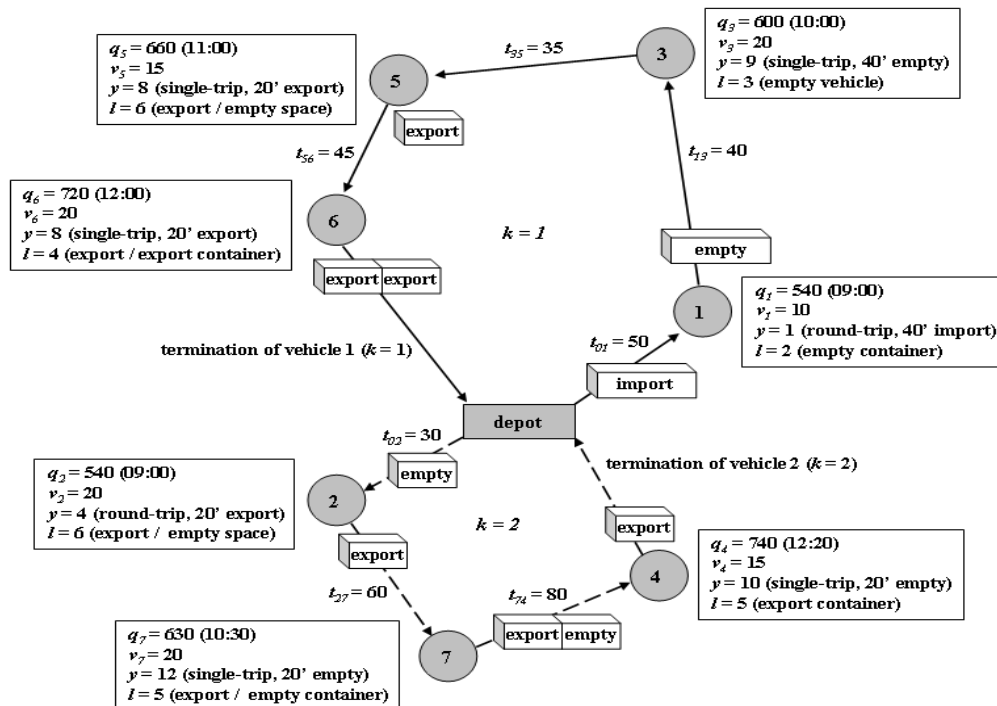 q5 = 660 (11:00)
v5 = 15
y = 8 (single-trip, 20' export)
l = 6 (export / empty space)
5
export
t35 = 35
3
q3 = 600 (10:00)
v3 = 20
y = 9 (single-trip, 40' empty)
l = 3 (empty vehicle)
t56 = 45
t13 = 40
q6 = 720 (12:00)
v6 = 20
y = 8 (single-trip, 20' export)
l = 4 (export / export container)
6
export export
k = 1
empty
1
q1 = 540 (09:00)
v1 = 10
y = 1 (round-trip, 40' import)
l = 2 (empty container)
termination of vehicle 1 (k = 1)
t01 = 50
import
depot
t02 = 30
empty
termination of vehicle 2 (k = 2)
q2 = 540 (09:00)
v2 = 20
y = 4 (round-trip, 20' export)
l = 6 (export / empty space)
2
export
k = 2
export
4
q4 = 740 (12:20)
v4 = 15
y = 10 (single-trip, 20' empty)
l = 5 (export container)
t27 = 60
t74 = 80
export empty
7
q7 = 630 (10:30)
v7 = 20
y = 12 (single-trip, 20' empty)
l = 5 (export / empty container)